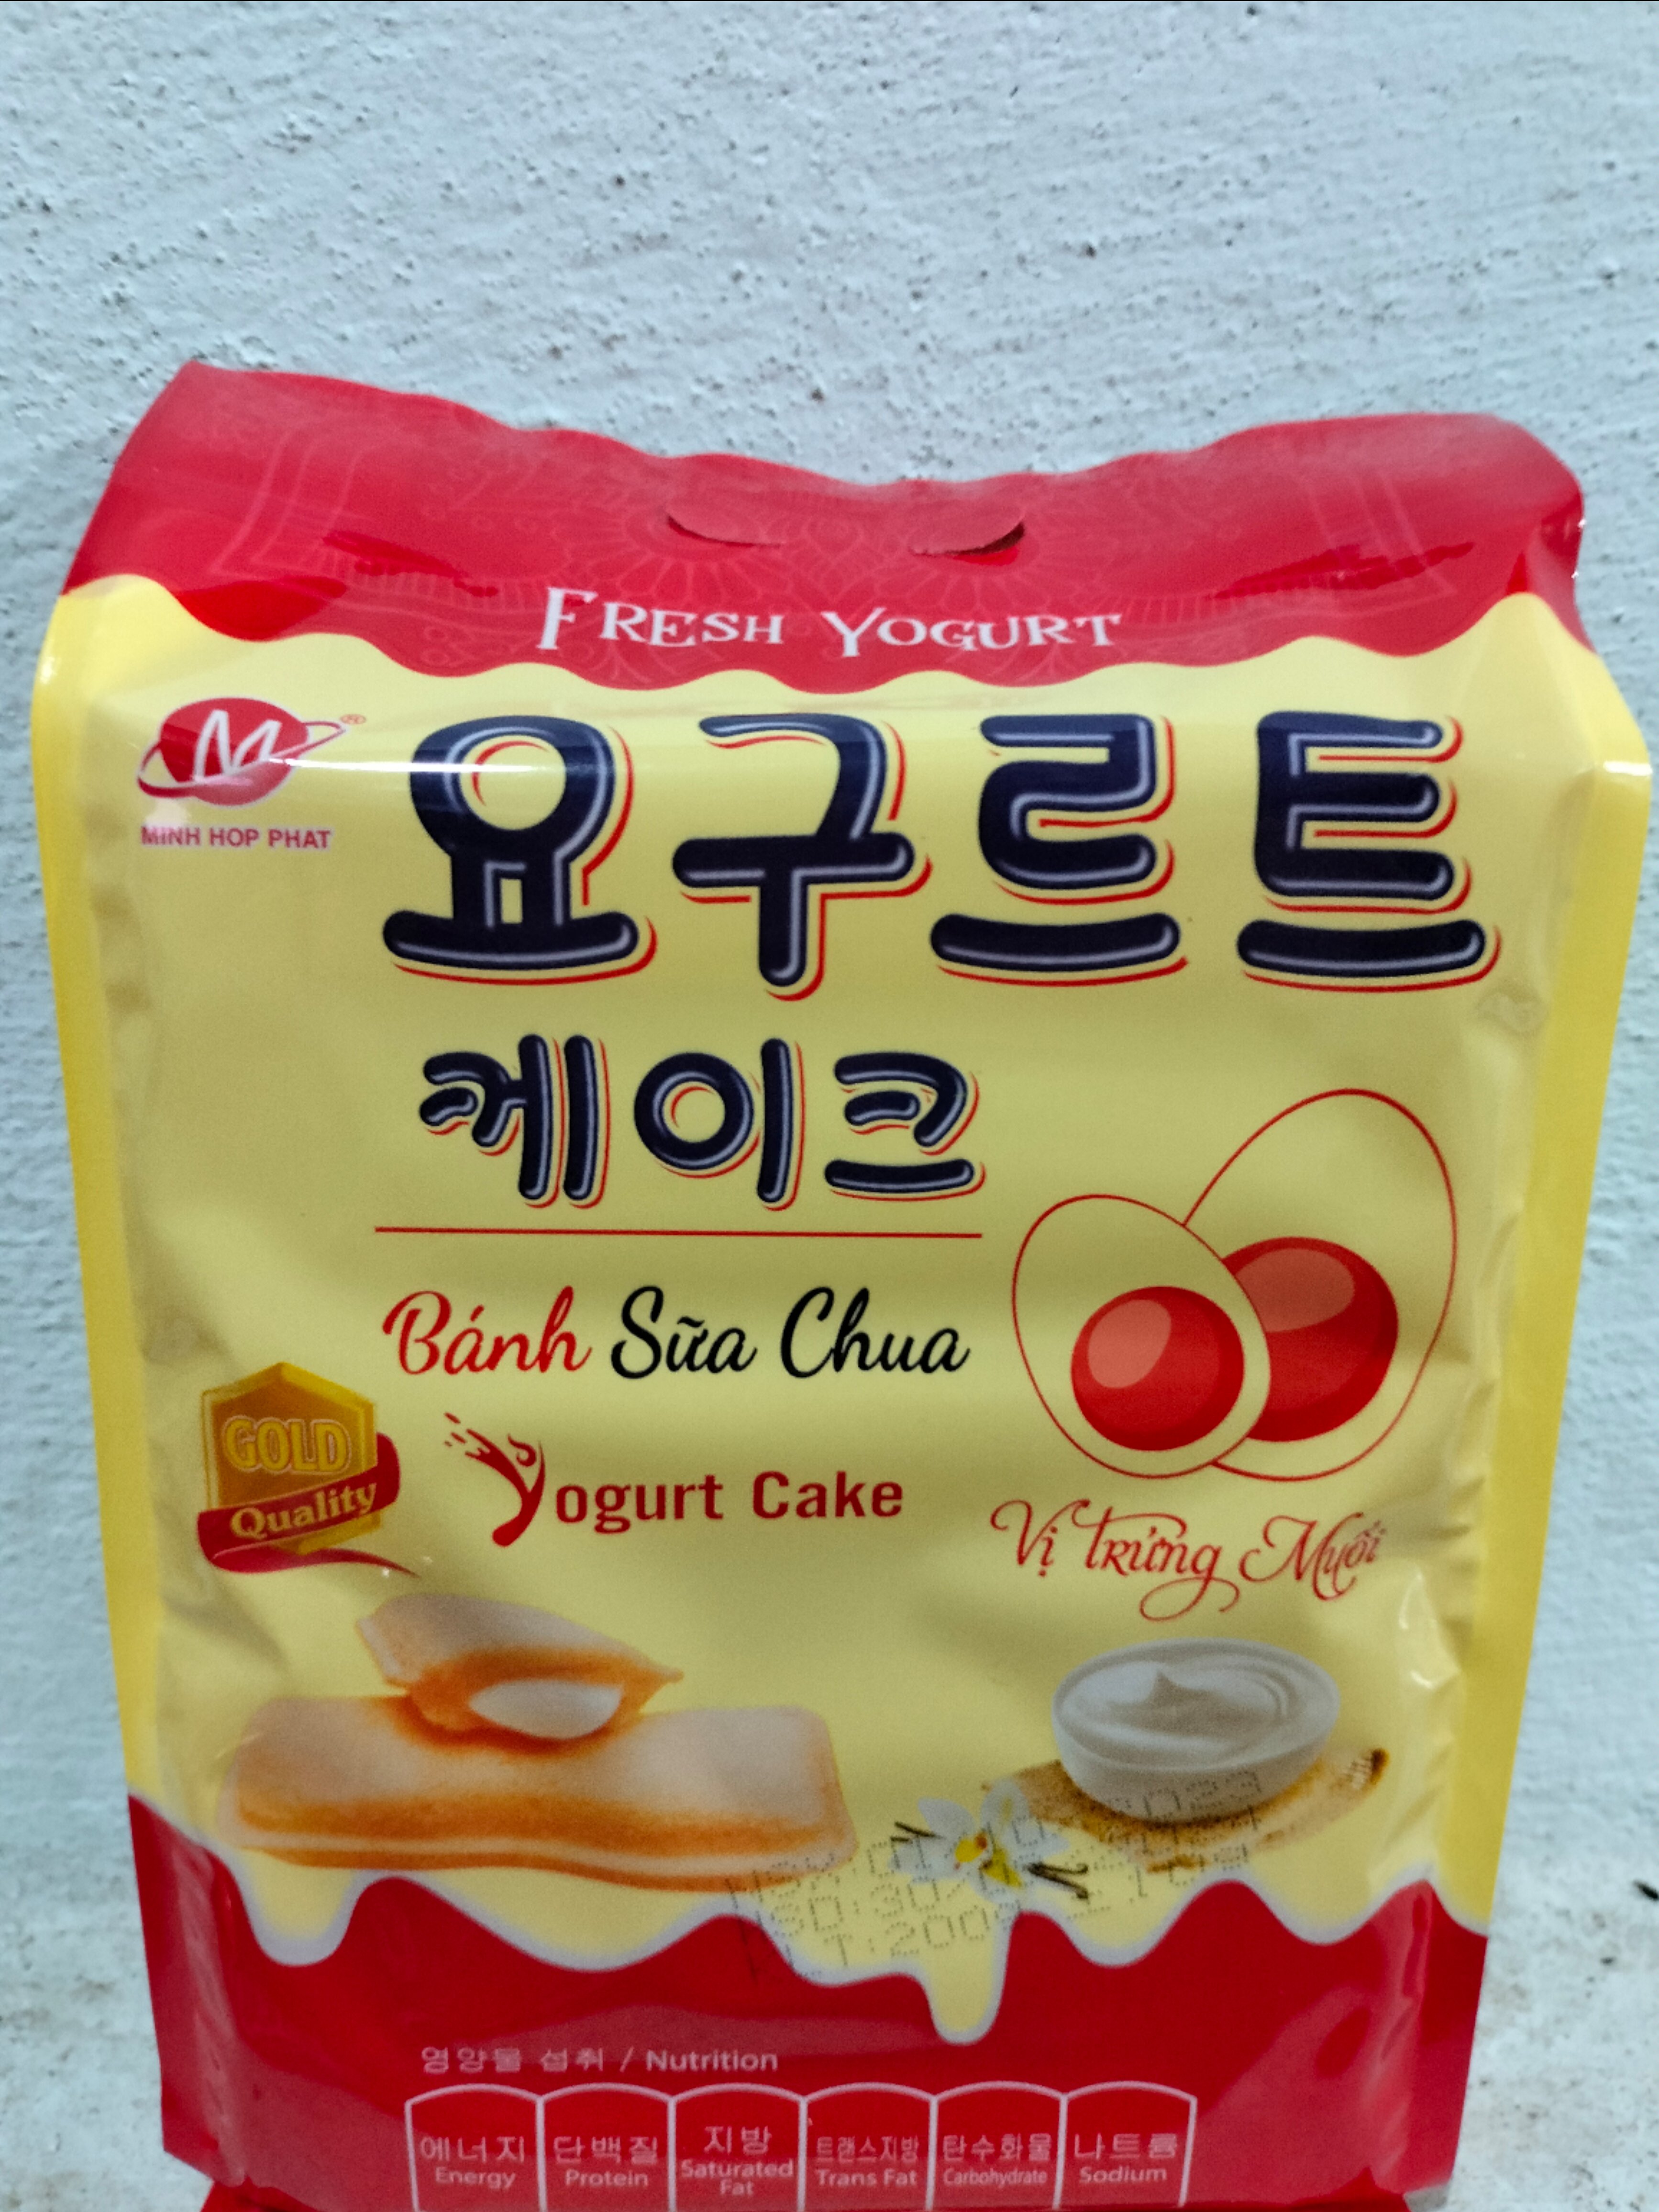 FRESH YOGURT
M ®
MINH HOP PHAT
요구르트
케이크
Bánh Sữa Chua
GOLD
Quality
Yogurt Cake
Vị Trứng Muối
영양물 섭취 / Nutrition
에너지 단백질 지방 트랜스지방 탄수화물 나트륨
Energy Protein Saturated Fat Trans Fat Carbohydrate Sodium